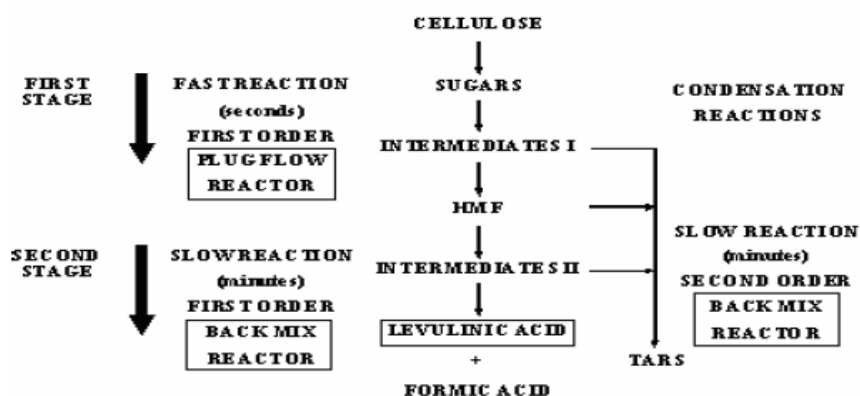 CELLULOSE
FIRST
STAGE
FAST REACTION
(seconds)
FIRST ORDER
PLUG FLOW
REACTOR
SUGARS
CONDENSATION
REACTIONS
INTERMEDIATES I
HMF
SECOND
STAGE
SLOW REACTION
(minutes)
FIRST ORDER
BACK MIX
REACTOR
INTERMEDIATES II
LEVULINIC ACID
+
FORMIC ACID
SLOW REACTION
(minutes)
SECOND ORDER
BACK MIX
REACTOR
TARS